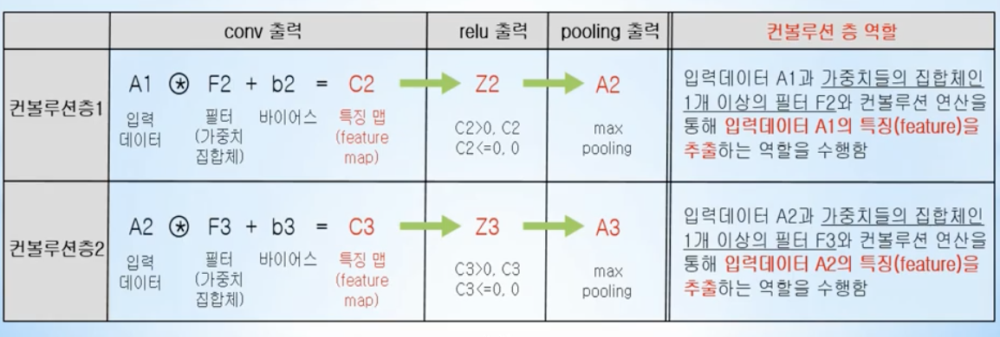 conv 출력 relu 출력 pooling 출력 컨볼루션 층 역할
컨볼루션층1
A1 ⊛ F2 + b2 = C2 Z2 A2
입력
데이터
필터
(가중치
집합체)
바이어스
특징 맵
(feature
map)
C2>0, C2
C2<=0, 0
max
pooling
입력데이터 A1과 가중치들의 집합체인
1개 이상의 필터 F2와 컨볼루션 연산을
통해 입력데이터 A1의 특징(feature)을
추출하는 역할을 수행함
컨볼루션층2
A2 ⊛ F3 + b3 = C3 Z3 A3
입력
데이터
필터
(가중치
집합체)
바이어스
특징 맵
(feature
map)
C3>0, C3
C3<=0, 0
max
pooling
입력데이터 A2과 가중치들의 집합체인
1개 이상의 필터 F3와 컨볼루션 연산을
통해 입력데이터 A2의 특징(feature)을
추출하는 역할을 수행함